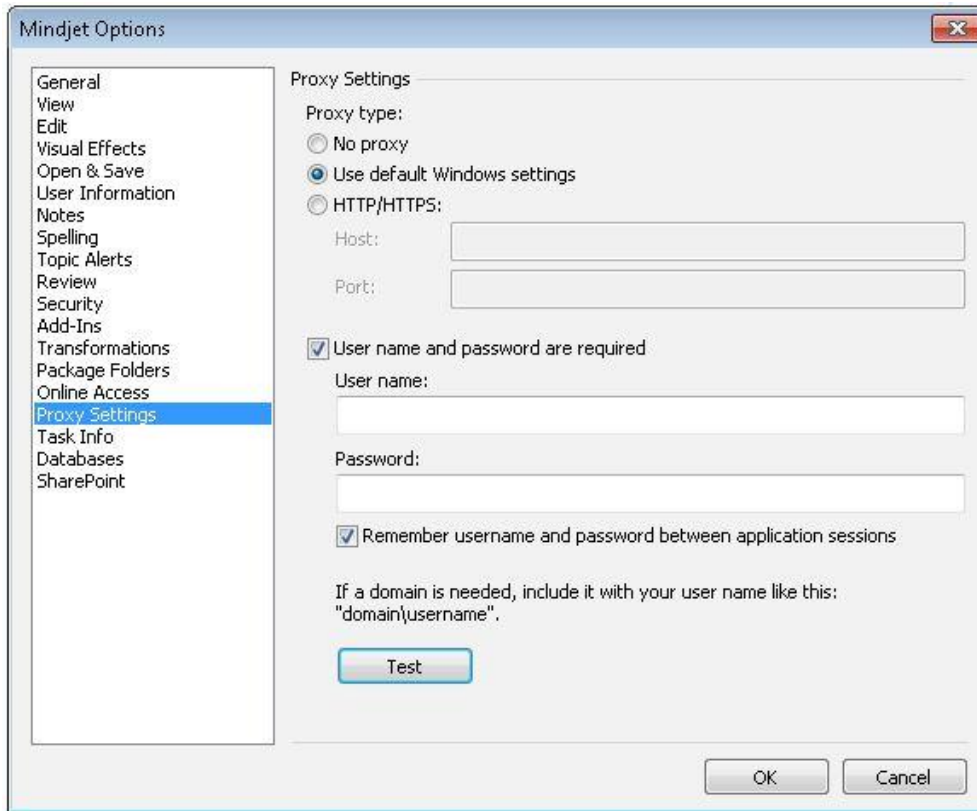 Mindjet Options
General
View
Edit
Visual Effects
Open & Save
User Information
Notes
Spelling
Topic Alerts
Review
Security
Add-Ins
Transformations
Package Folders
Online Access
Proxy Settings
Task Info
Databases
SharePoint
Proxy Settings
Proxy type:
No proxy
Use default Windows settings
HTTP/HTTPS:
Host:
Port:
User name and password are required
User name:
Password:
Remember username and password between application sessions
If a domain is needed, include it with your user name like this:
"domain\username".
Test
OK
Cancel